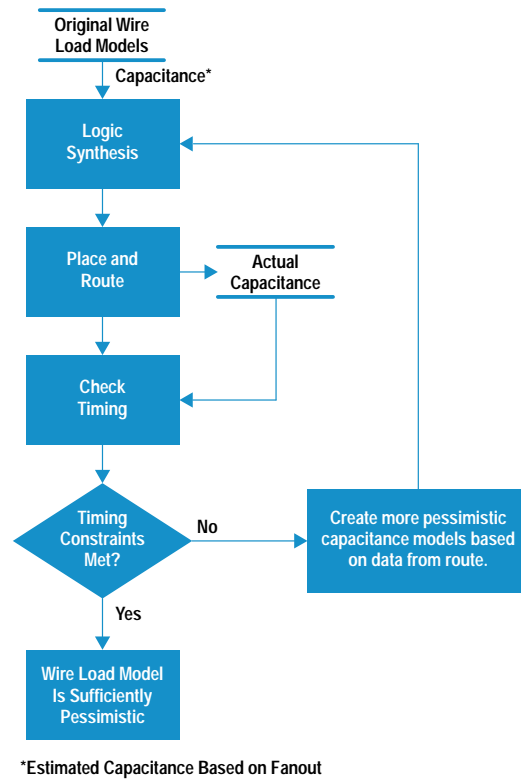 Original Wire
Load Models
Capacitance*
Logic
Synthesis
Place and
Route
Actual
Capacitance
Check
Timing
Timing
Constraints
Met?
No
Create more pessimistic
capacitance models based
on data from route.
Yes
Wire Load Model
Is Sufficiently
Pessimistic
*Estimated Capacitance Based on Fanout